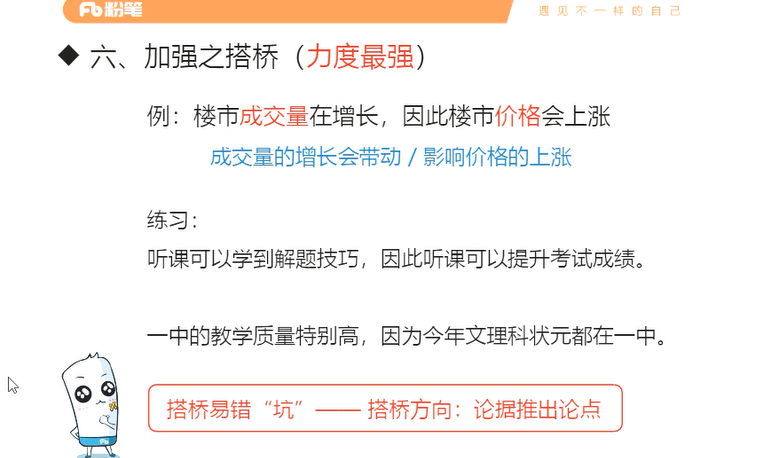 粉笔
遇见不一样的自己
◆ 六、加强之搭桥（力度最强）
例：楼市成交量在增长，因此楼市价格会上涨
成交量的增长会带动 / 影响价格的上涨
练习：
听课可以学到解题技巧，因此听课可以提升考试成绩。
一中的教学质量特别高，因为今年文理科状元都在一中。
搭桥易错“坑”—— 搭桥方向：论据推出论点